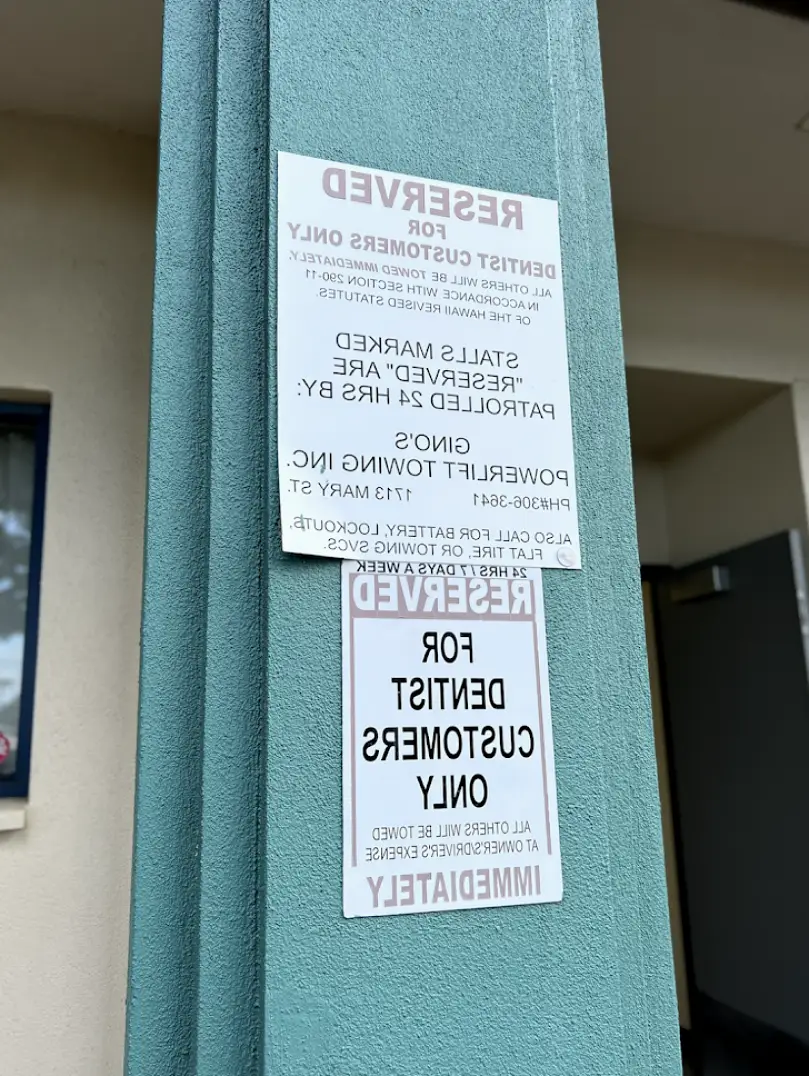 RESERVED
FOR
DENTIST CUSTOMERS ONLY
ALL OTHERS WILL BE TOWED IMMEDIATELY.
IN ACCORDANCE WITH SECTION 290-11
OF THE HAWAII REVISED STATUTES.
STALLS MARKED
"RESERVED" ARE
PATROLLED 24 HRS BY:
GINO'S
POWERLIFT TOWING INC.
PH#306-3641 1713 MARY ST.
ALSO CALL FOR BATTERY, LOCKOUTS,
FLAT TIRE, OR TOWING SVCS.
24 HRS / 7 DAYS A WEEK
RESERVED
FOR
DENTIST
CUSTOMERS
ONLY
ALL OTHERS WILL BE TOWED
AT OWNER'S/DRIVER'S EXPENSE
IMMEDIATELY